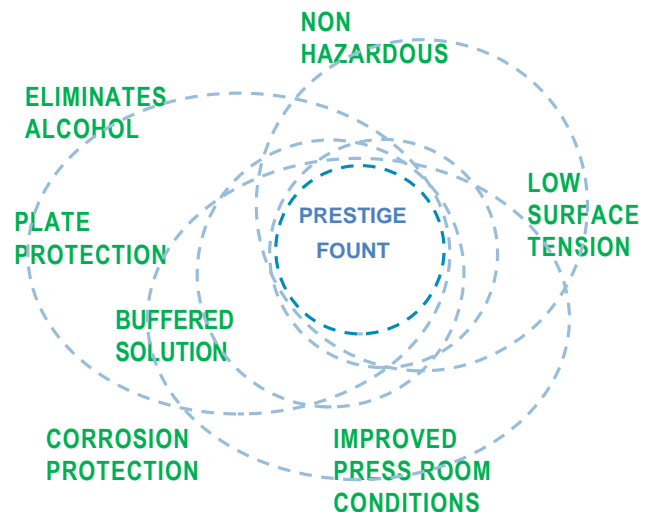 NON
HAZARDOUS
ELIMINATES
ALCOHOL
LOW
SURFACE
TENSION
PRESTIGE
FOUNT
PLATE
PROTECTION
BUFFERED
SOLUTION
CORROSION
PROTECTION
IMPROVED
PRESS ROOM
CONDITIONS